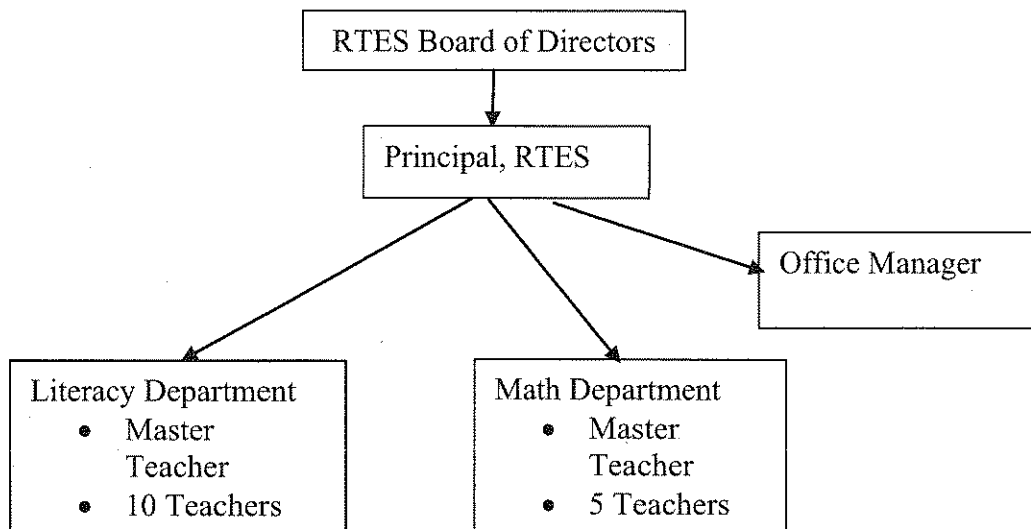 RTES Board of Directors
Principal, RTES
Office Manager
Literacy Department
• Master
Teacher
• 10 Teachers
Math Department
• Master
Teacher
• 5 Teachers